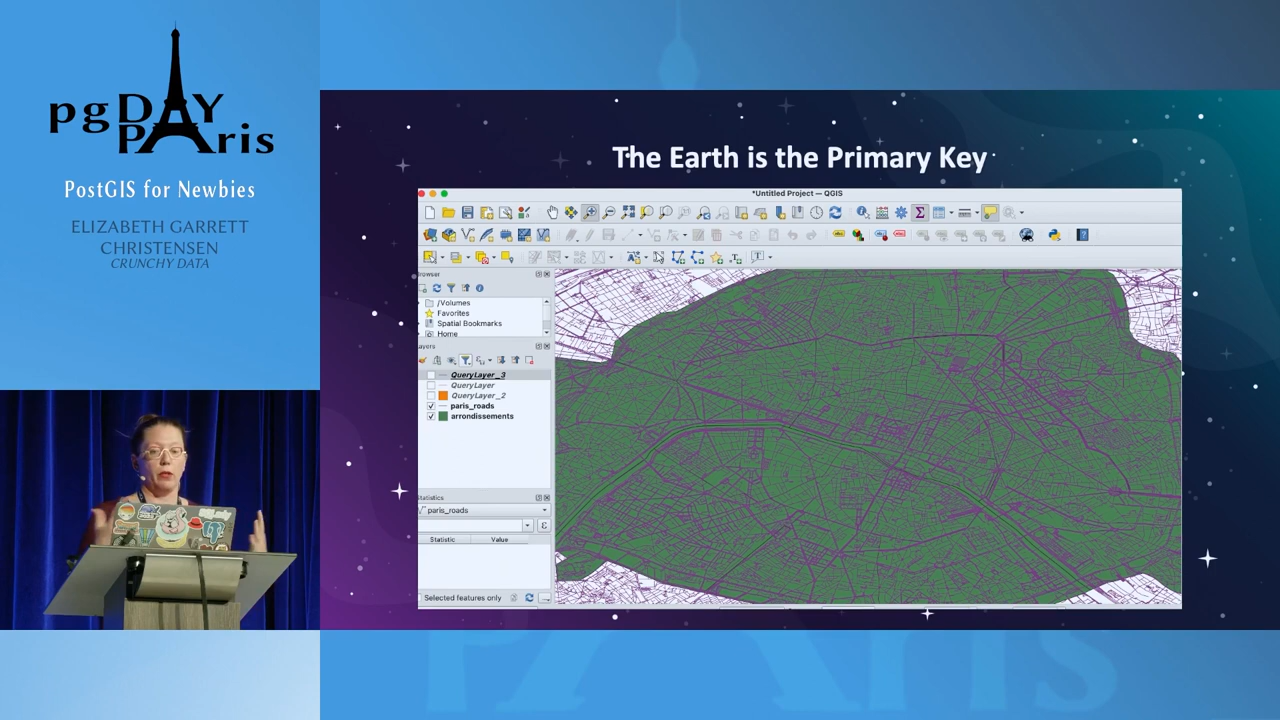 pgDAY
PAris
PostGIS for Newbies
ELIZABETH GARRETT
CHRISTENSEN
CRUNCHY DATA
The Earth is the Primary Key
*Untitled Project — QGIS
rowser
/Volumes
Favorites
Spatial Bookmarks
Home
ayers
QueryLayer_3
QueryLayer
QueryLayer_2
paris_roads
arrondissements
tatistics
paris_roads
Statistic Value
Selected features only